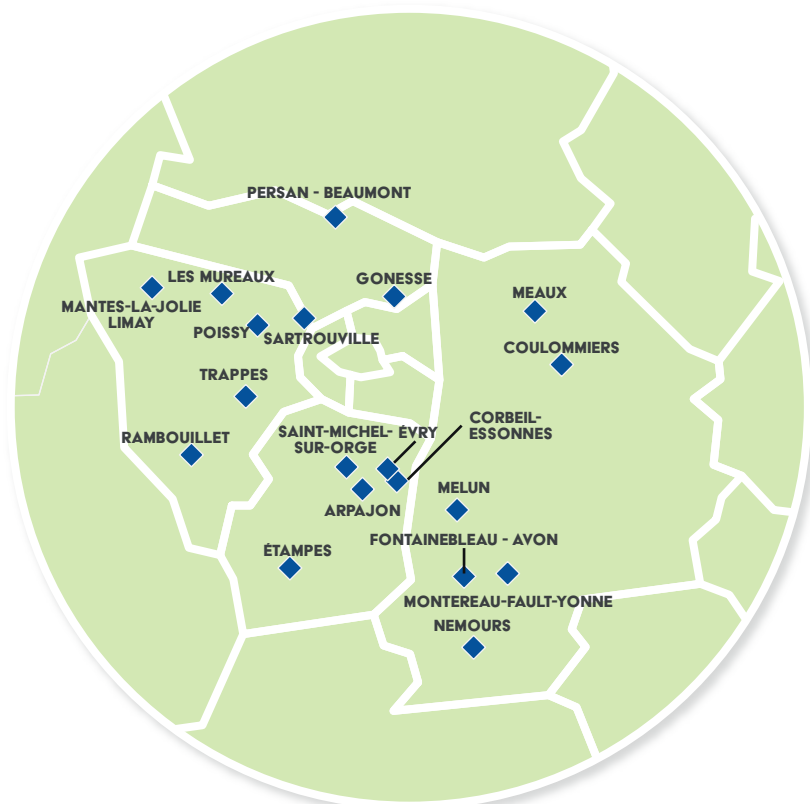 PERSAN - BEAUMONT
LES MUREAUX
GONESSE
MEAUX
MANTES-LA-JOLIE
LIMAY
POISSY
SARTROUVILLE
COULOMMIERS
TRAPPES
CORBEIL-
ESSONNES
SAINT-MICHEL-
SUR-ORGE
ÉVRY
RAMBOUILLET
MELUN
ARPAJON
FONTAINEBLEAU - AVON
ÉTAMPES
MONTEREAU-FAULT-YONNE
NEMOURS